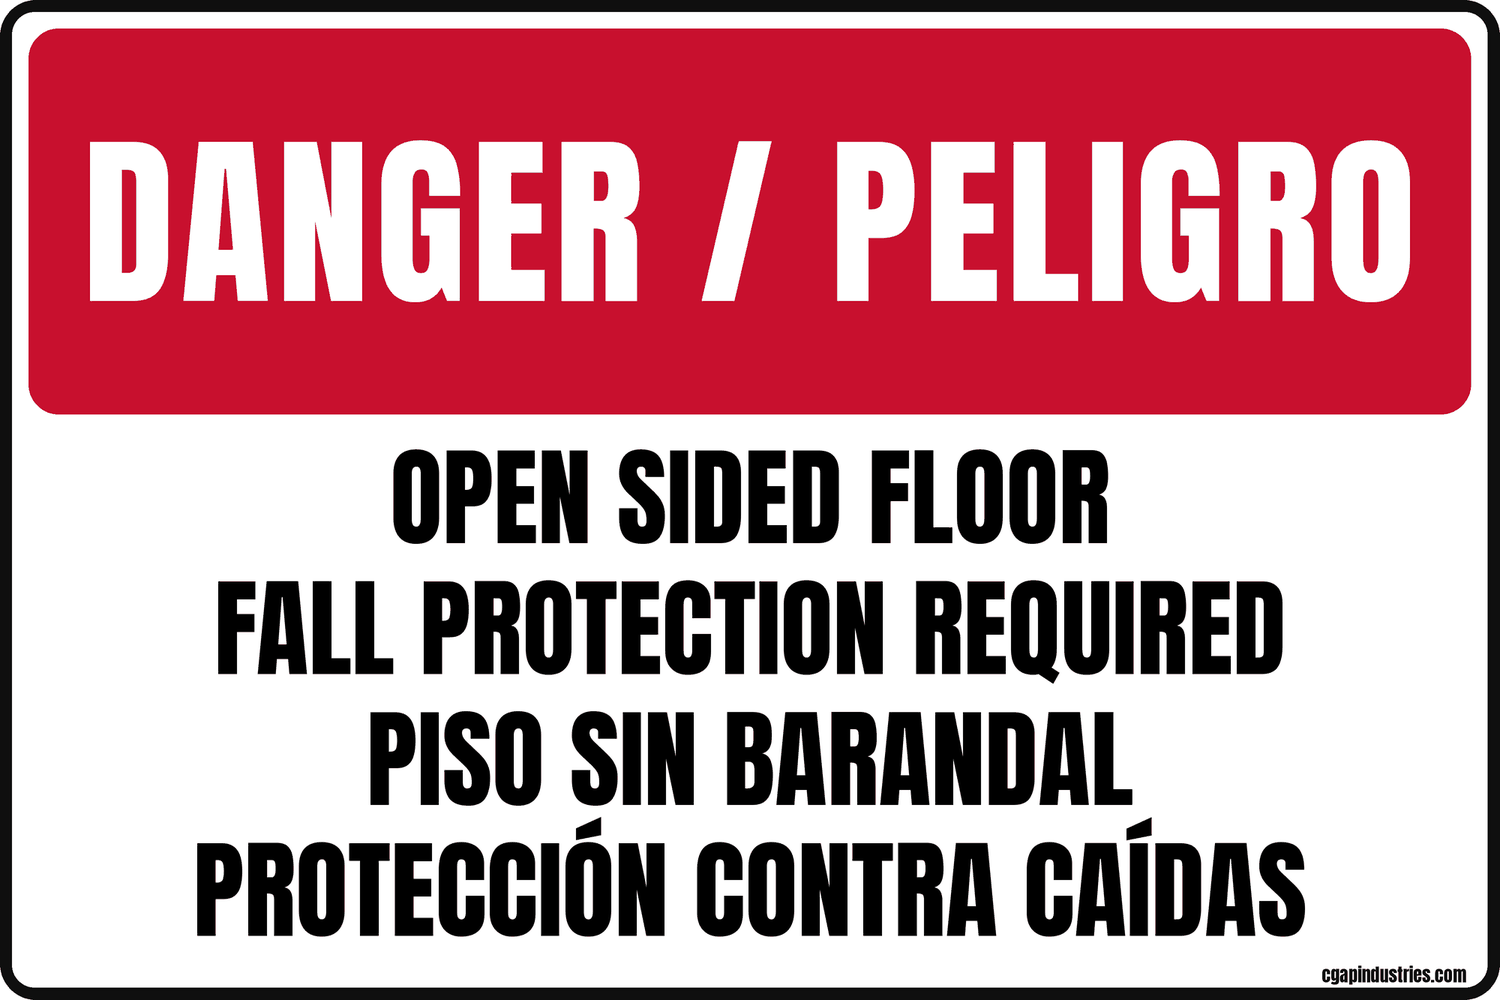 DANGER / PELIGRO
OPEN SIDED FLOOR
FALL PROTECTION REQUIRED
PISO SIN BARANDAL
PROTECCIÓN CONTRA CAÍDAS
cgapindustries.com